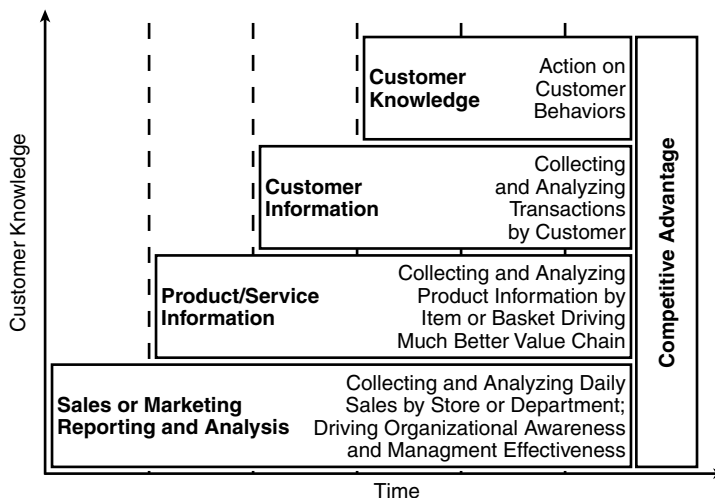 Customer Knowledge
Customer
Knowledge
Action on
Customer
Behaviors
Customer
Information
Collecting
and Analyzing
Transactions
by Customer
Product/Service
Information
Collecting and Analyzing
Product Information by
Item or Basket Driving
Much Better Value Chain
Sales or Marketing
Reporting and Analysis
Collecting and Analyzing Daily
Sales by Store or Department;
Driving Organizational Awareness
and Managment Effectiveness
Competitive Advantage
Time